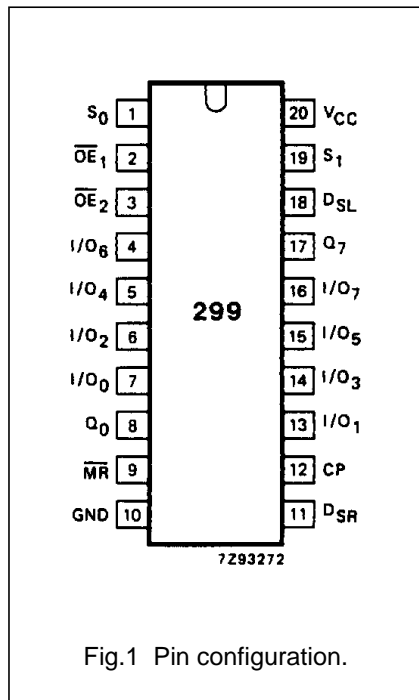 S0 1 20 VCC
OE1 2 19 S1
OE2 3 18 DSL
I/O6 4 17 Q7
I/O4 5 16 I/O7
299
I/O2 6 15 I/O5
I/O0 7 14 I/O3
Q0 8 13 I/O1
MR 9 12 CP
GND 10 11 DSR
7Z93272
Fig.1 Pin configuration.